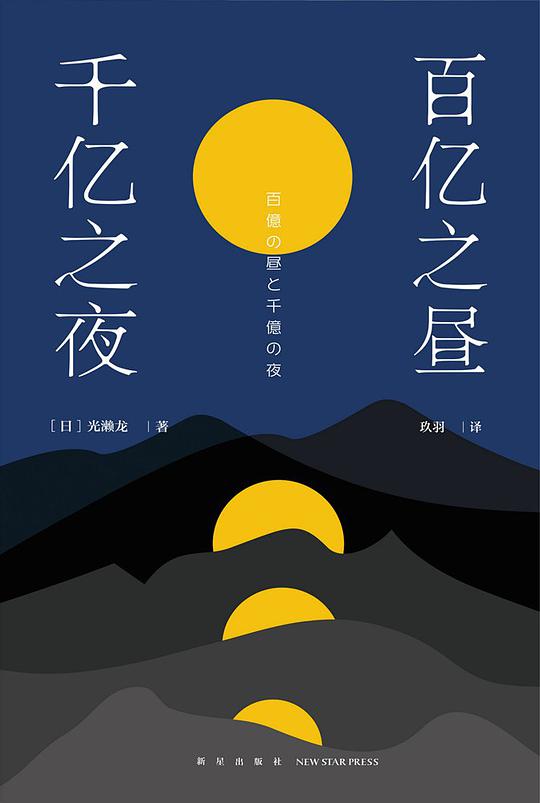 百亿之昼
千亿之夜
百億の昼と千億の夜
［日］光濑龙 | 著
玖羽 | 译
新星出版社 NEW STAR PRESS